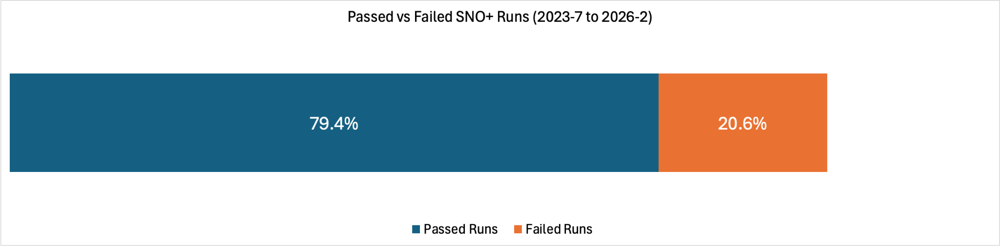 Passed vs Failed SNO+ Runs (2023-7 to 2026-2)
79.4% 20.6%
Passed Runs Failed Runs